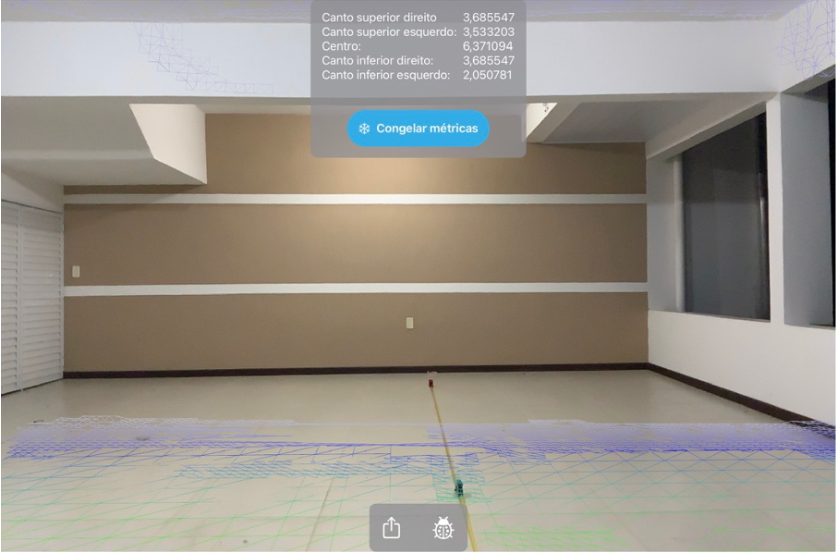 Canto superior direito 3,685547
Canto superior esquerdo: 3,533203
Centro: 6,371094
Canto inferior direito: 3,685547
Canto inferior esquerdo: 2,050781
Congelar métricas